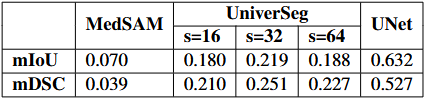 MedSAM UniverSeg UNet
s=16 s=32 s=64
mIoU 0.070 0.180 0.219 0.188 0.632
mDSC 0.039 0.210 0.251 0.227 0.527